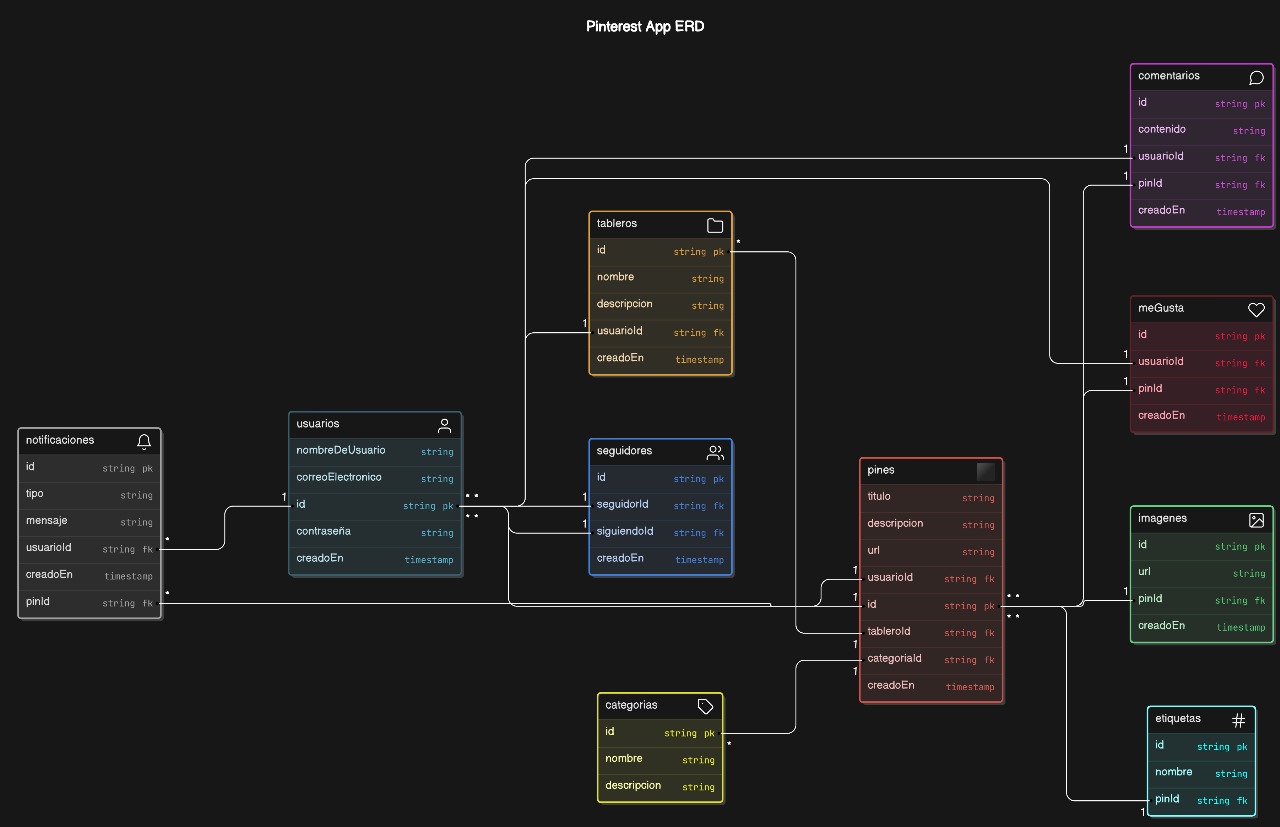 Pinterest App ERD
comentarios
id string pk
contenido string
1 usuarioId string fk
1 pinId string fk
creadoEn timestamp
tableros
id string pk *
nombre string
descripcion string
1 usuarioId string fk
creadoEn timestamp
meGusta
id string pk
1 usuarioId string fk
1 pinId string fk
creadoEn timestamp
notificaciones
id string pk
tipo string
mensaje string
usuarioId string fk *
creadoEn timestamp
pinId string fk *
usuarios
nombreDeUsuario string
correoElectronico string
1 id string pk * * * *
contraseña string
creadoEn timestamp
seguidores
id string pk
1 seguidorId string fk
1 siguiendoId string fk
creadoEn timestamp
pines
titulo string
descripcion string
url string
1 usuarioId string fk
1 id string pk * * * *
tableroId string fk
1 categoriaId string fk
1 creadoEn timestamp
imagenes
id string pk
url string
1 pinId string fk
creadoEn timestamp
categorias
id string pk *
nombre string
descripcion string
etiquetas
id string pk
nombre string
pinId string fk
1